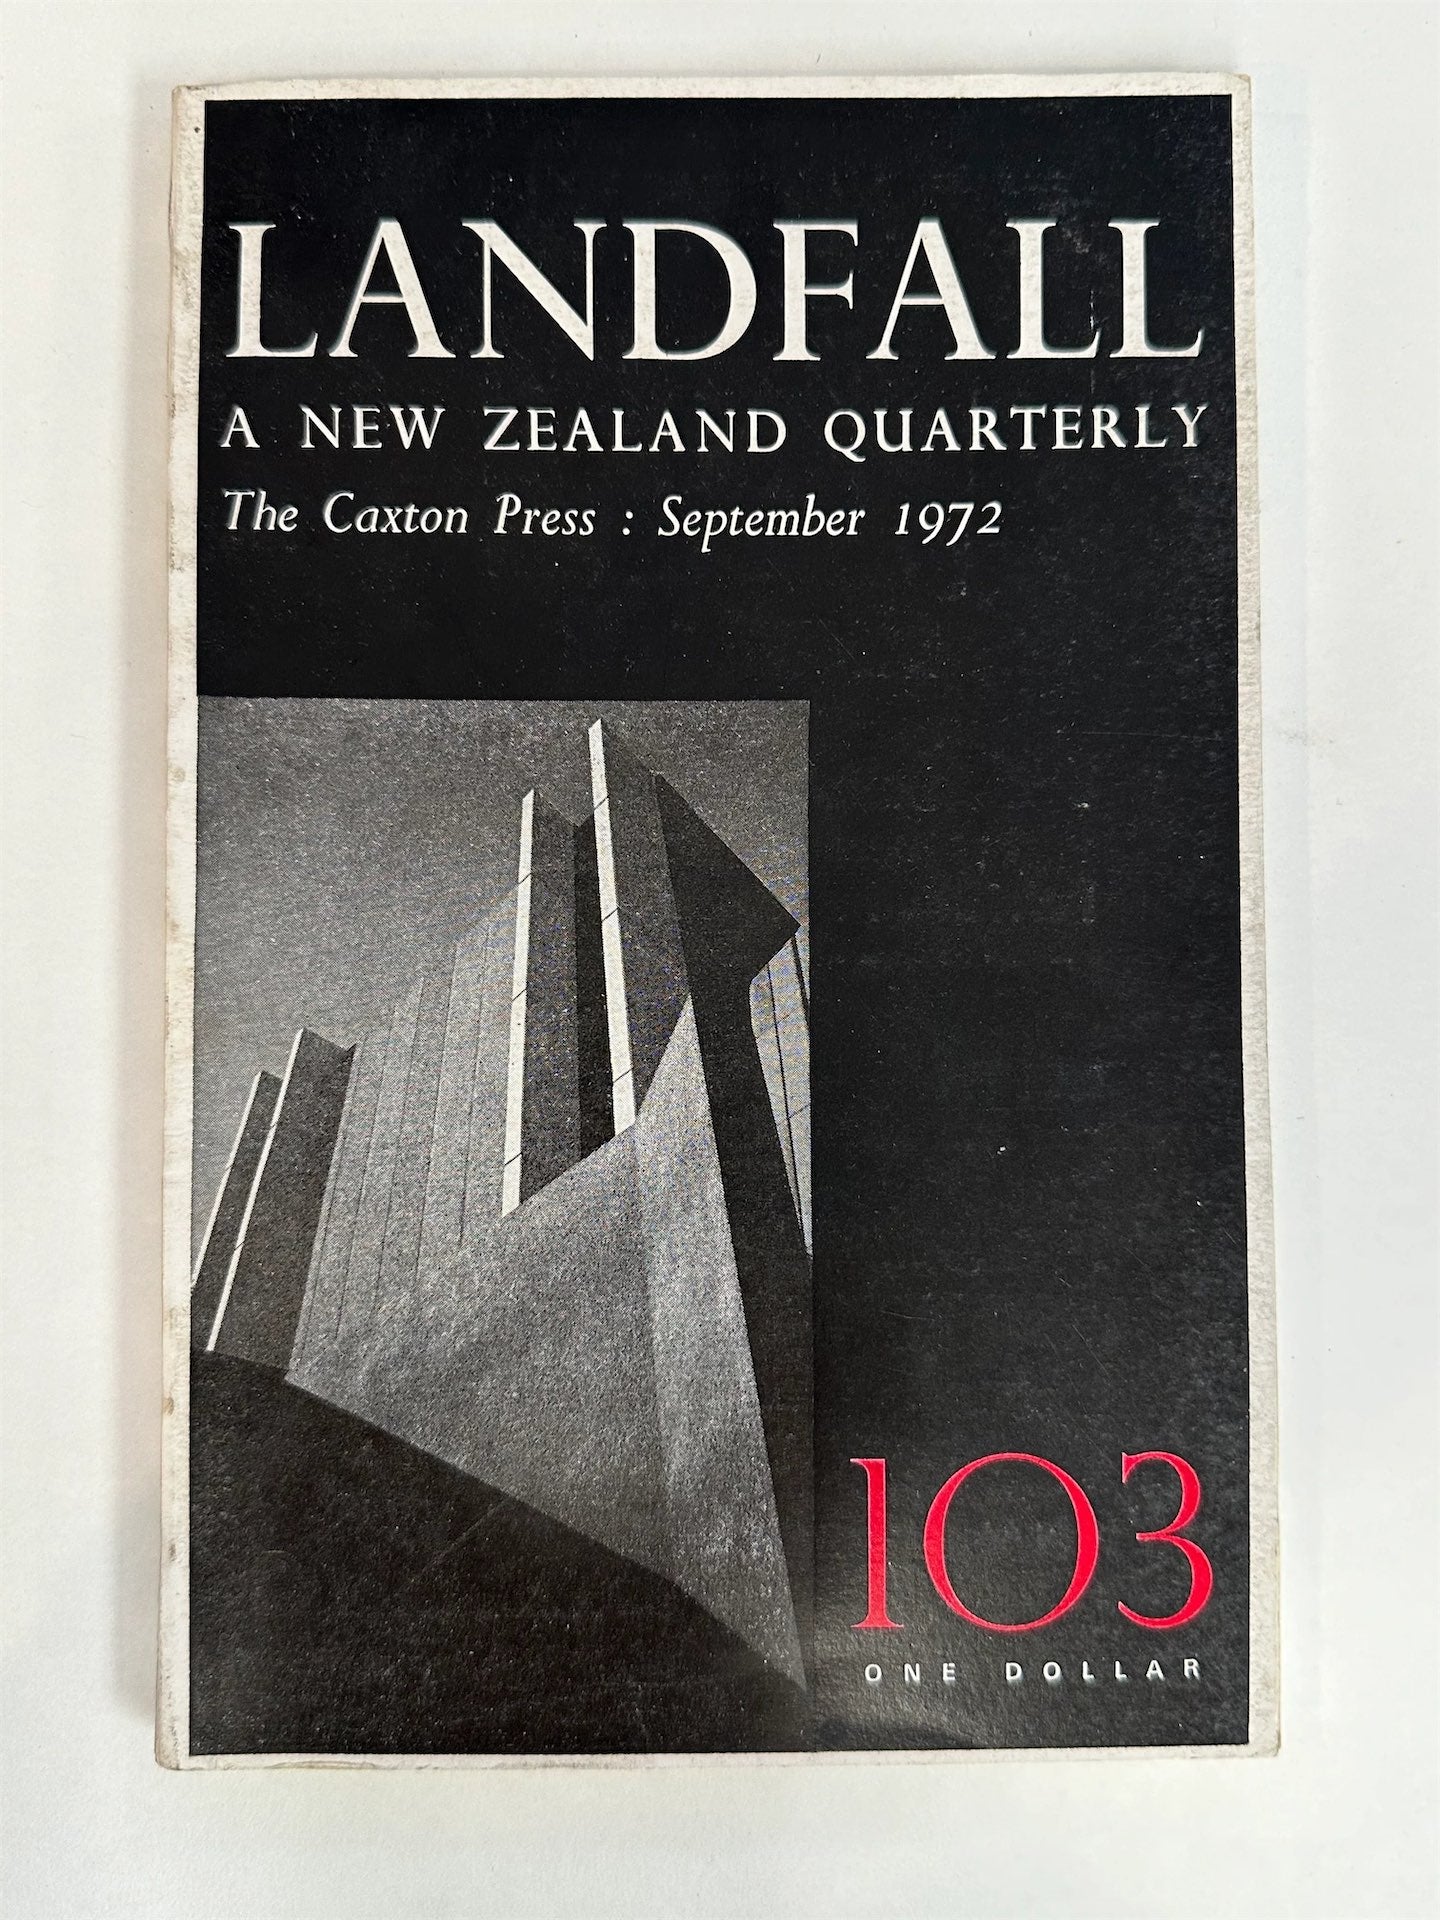 LANDFALL
A NEW ZEALAND QUARTERLY
The Caxton Press : September 1972
103
ONE DOLLAR